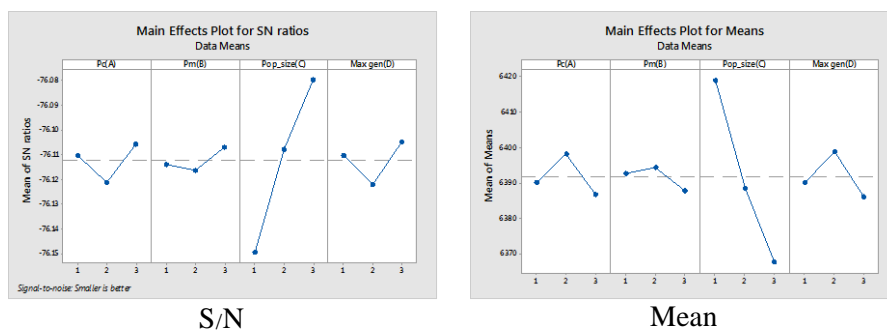 Main Effects Plot for SN ratios
Data Means
Pc(A) Pm(B) Pop_size(C) Max gen(D)
Mean of SN ratios
-76.08
-76.09
-76.10
-76.11
-76.12
-76.13
-76.14
-76.15
1 2 3 1 2 3 1 2 3 1 2 3
Signal-to-noise: Smaller is better
S/N
Main Effects Plot for Means
Data Means
Pc(A) Pm(B) Pop_size(C) Max gen(D)
Mean of Means
6420
6410
6400
6390
6380
6370
1 2 3 1 2 3 1 2 3 1 2 3
Mean